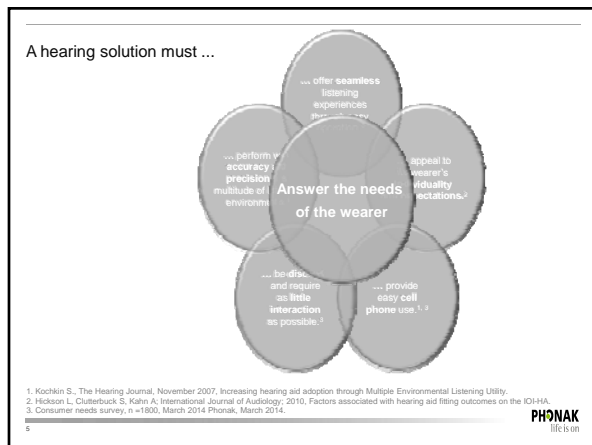 A hearing solution must ...
... offer seamless
listening
experiences
... perform
accuracy
precision
multitude of
appeal to
wearer's
Answer the needs
of the wearer
... be
and require
as little
interaction
as possible.³
... provide
easy cell
phone use.¹˒ ³
1. Kochkin S., The Hearing Journal, November 2007, Increasing hearing aid adoption through Multiple Environmental Listening Utility.
2. Hickson L, Clutterbuck S, Kahn A; International Journal of Audiology; 2010, Factors associated with hearing aid fitting outcomes on the IOI-HA.
3. Consumer needs survey, n =1800, March 2014 Phonak, March 2014.
5
PHONAK
life is on